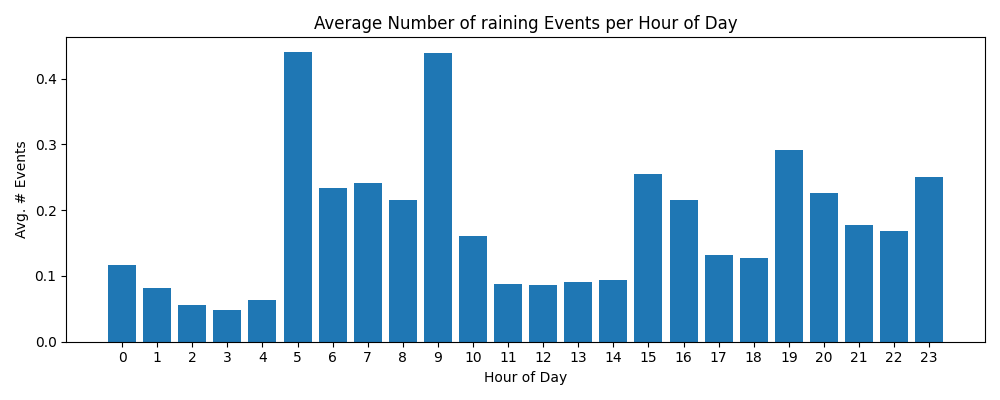 Average Number of raining Events per Hour of Day
Avg. # Events
0.4
0.3
0.2
0.1
0.0
0 1 2 3 4 5 6 7 8 9 10 11 12 13 14 15 16 17 18 19 20 21 22 23
Hour of Day